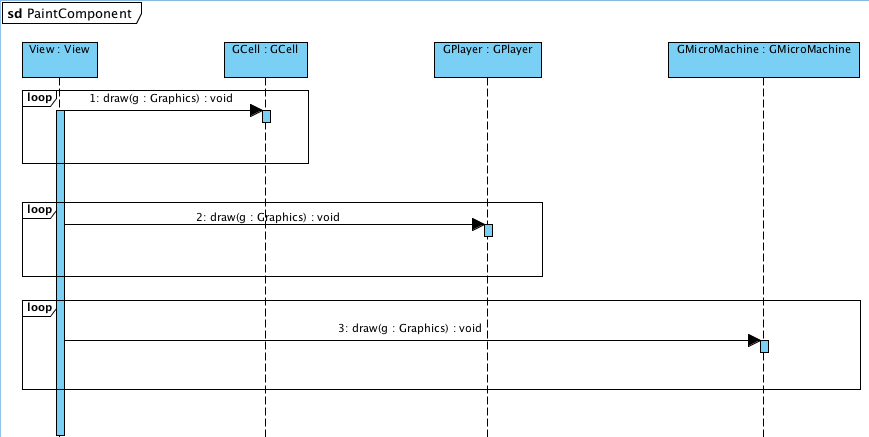 sd PaintComponent
View : View
GCell : GCell
GPlayer : GPlayer
GMicroMachine : GMicroMachine
loop
1: draw(g : Graphics) : void
loop
2: draw(g : Graphics) : void
loop
3: draw(g : Graphics) : void